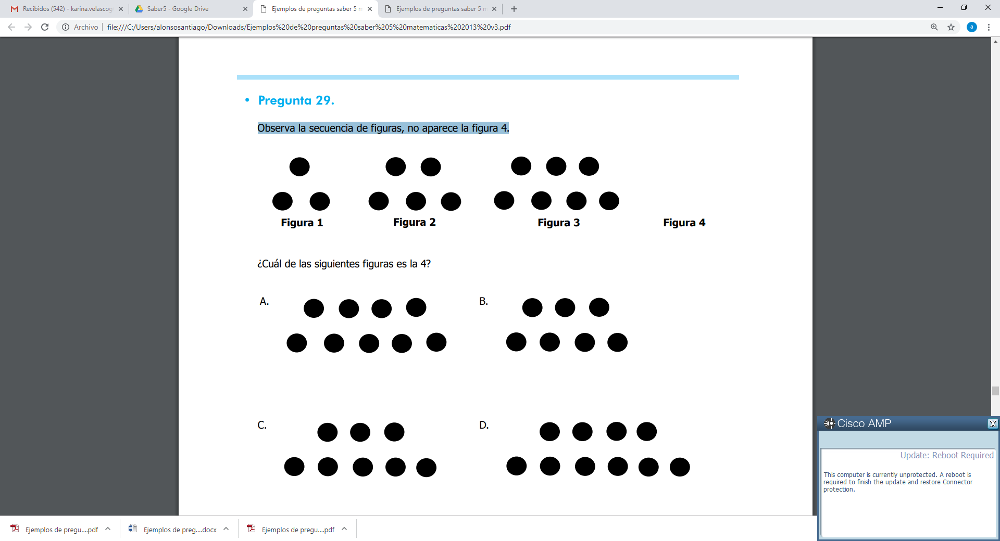 Recibidos (542) - karina.velascog
Saber5 - Google Drive
Ejemplos de preguntas saber 5 m
Ejemplos de preguntas saber 5 m
Archivo
file:///C:/Users/alonsosantiago/Downloads/Ejemplos%20de%20preguntas%20saber%205%20matematicas%202013%20v3.pdf
a
• Pregunta 29.
Observa la secuencia de figuras, no aparece la figura 4.
Figura 1
Figura 2
Figura 3
Figura 4
¿Cuál de las siguientes figuras es la 4?
A.
B.
C.
D.
Cisco AMP
X
Update: Reboot Required
This computer is currently unprotected. A reboot is
required to finish the update and restore Connector
protection.
Ejemplos de pregu....pdf
Ejemplos de preg....docx
Ejemplos de pregu....pdf